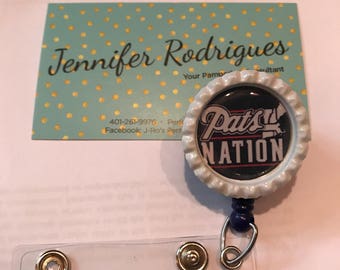 Jennifer Rodrigues
Your Pampered
401-261-9976
Facebook: J-Ro's
Pats
NATION